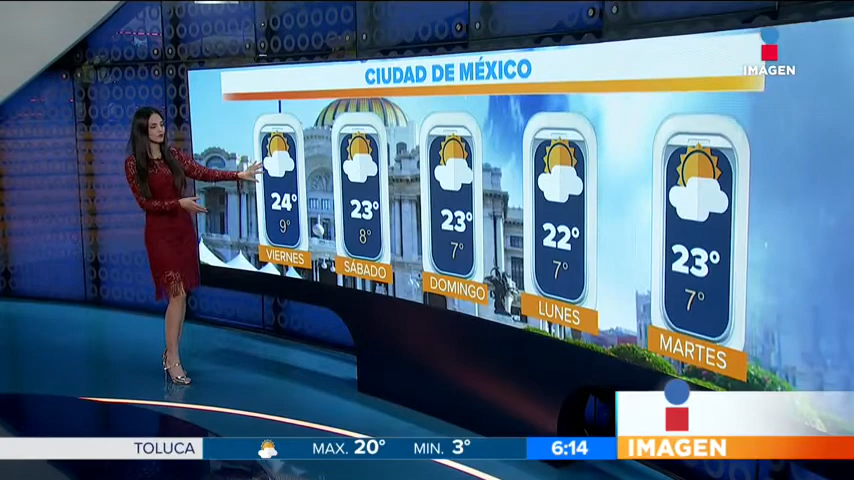 CIUDAD DE MÉXICO
IMAGEN
24°
9°
VIERNES
23°
8°
SÁBADO
23°
7°
DOMINGO
22°
7°
LUNES
23°
7°
MARTES
TOLUCA MAX. 20° MIN. 3° 6:14 IMAGEN